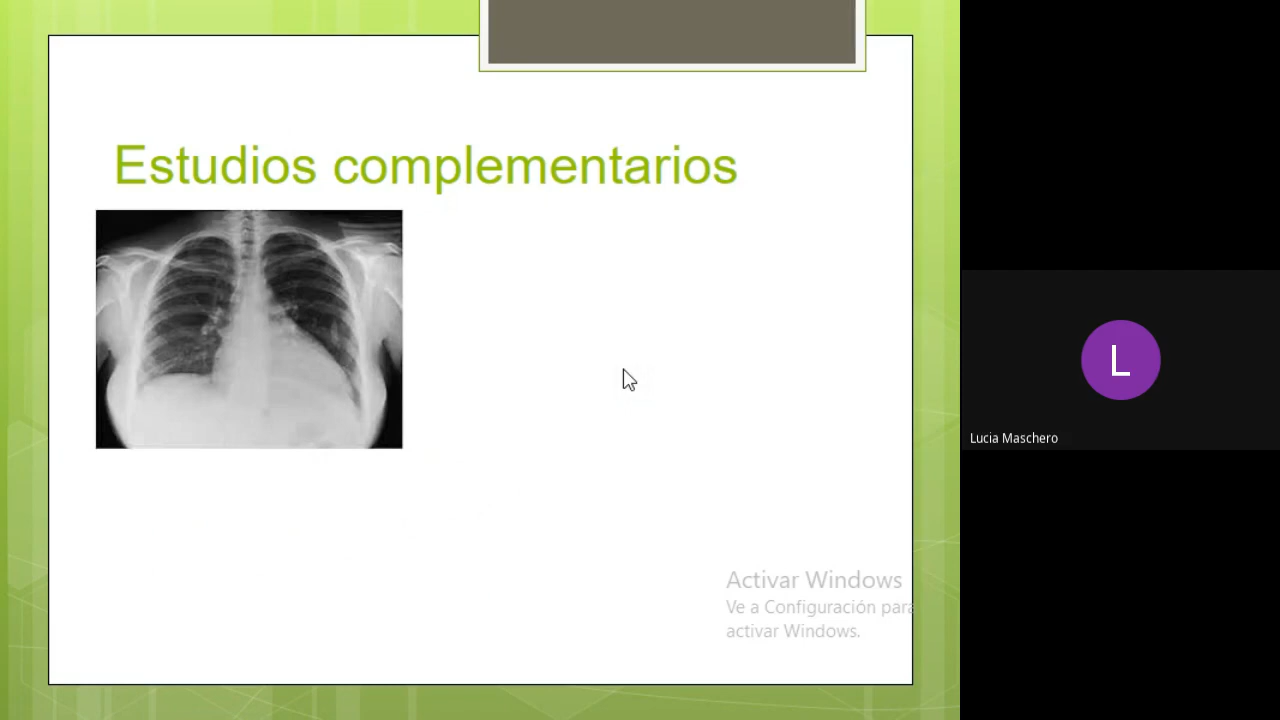 Estudios complementarios
L
Lucia Maschero
Activar Windows
Ve a Configuración para
activar Windows.